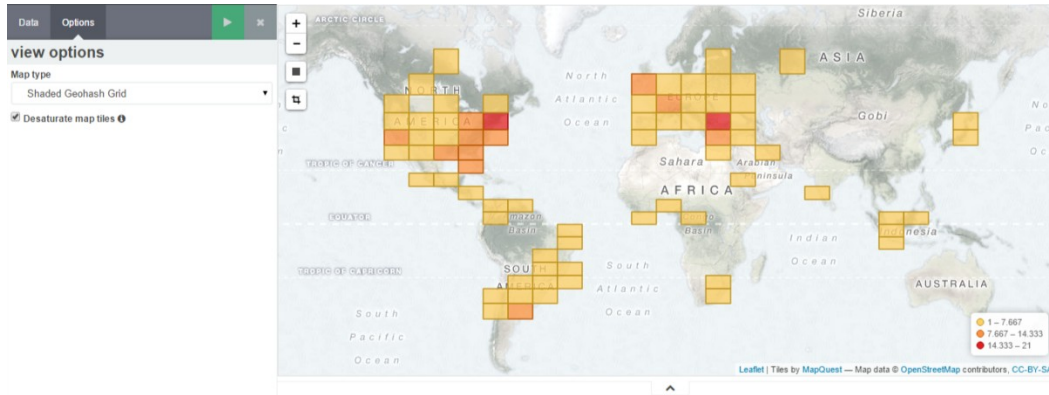 Data
Options
view options
Map type
Shaded Geohash Grid
Desaturate map tiles
+
−
ARCTIC CIRCLE
Siberia
ASIA
NORTH
AMERICA
North
Atlantic
Ocean
EUROPE
Gobi
TROPIC OF CANCER
Sahara
Arabian
Peninsula
AFRICA
EQUATOR
Amazon
Basin
Basin
Indian
Ocean
Indonesia
TROPIC OF CAPRICORN
SOUTH
AMERICA
South
Atlantic
Ocean
AUSTRALIA
South
Pacific
Ocean
1 – 7.667
7.667 – 14.333
14.333 – 21
Leaflet | Tiles by MapQuest — Map data © OpenStreetMap contributors, CC-BY-SA